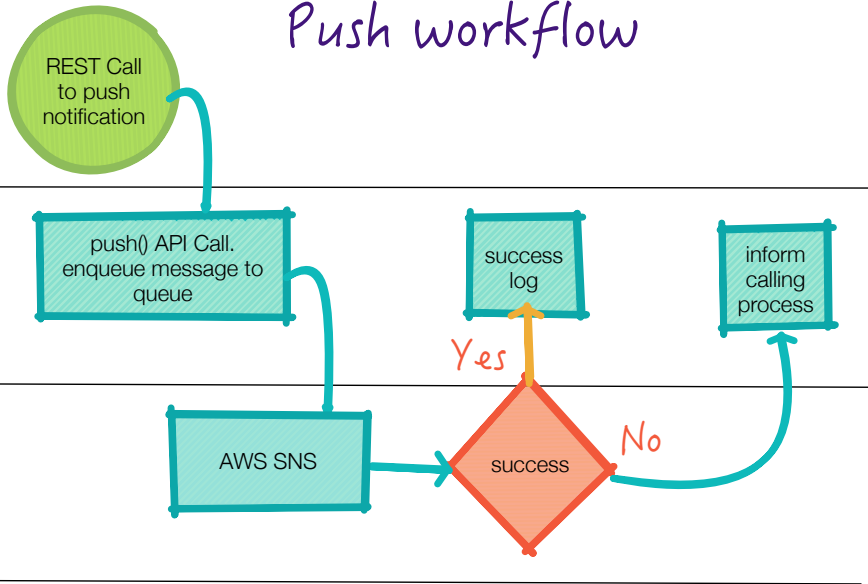 Push workflow
REST Call
to push
notification
push() API Call.
enqueue message to
queue
success
log
inform
calling
process
Yes
AWS SNS
success
No